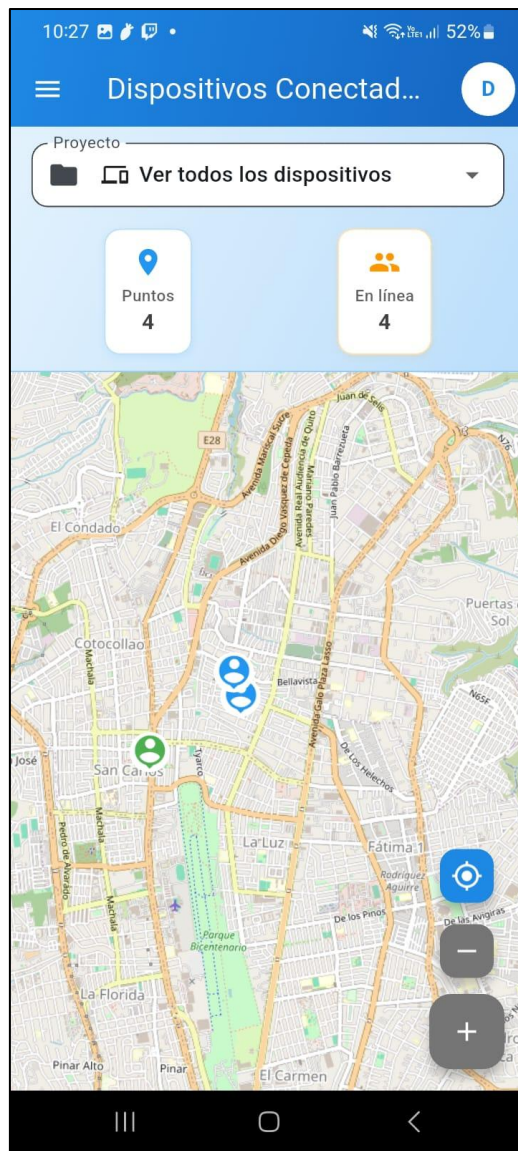 10:27
52%
Dispositivos Conectad...
D
Proyecto
Ver todos los dispositivos
Puntos
4
En línea
4
Juan de Selis
E28
Avenida Mariscal Sucre
Avenida Diego Vasquez de Cepeda
Avenida Real Audiencia de Quito
Mariano Paredes
Juan Pablo Barrezueta
N76
El Condado
Puertas
Sol
Cotocollao
Machala
Bellavista
N65F
Avenida Galo Plaza Lasso
José
San Carlos
Tyarco
De Los Helechos
La Luz
Fátima 1
Pedro de Alvarado
Machala
Rodriguez
Aguirre
De los Pinos
De las Avigiras
Parque
Bicentenario
La Florida
Pinar Alto
Pinar
El Carmen